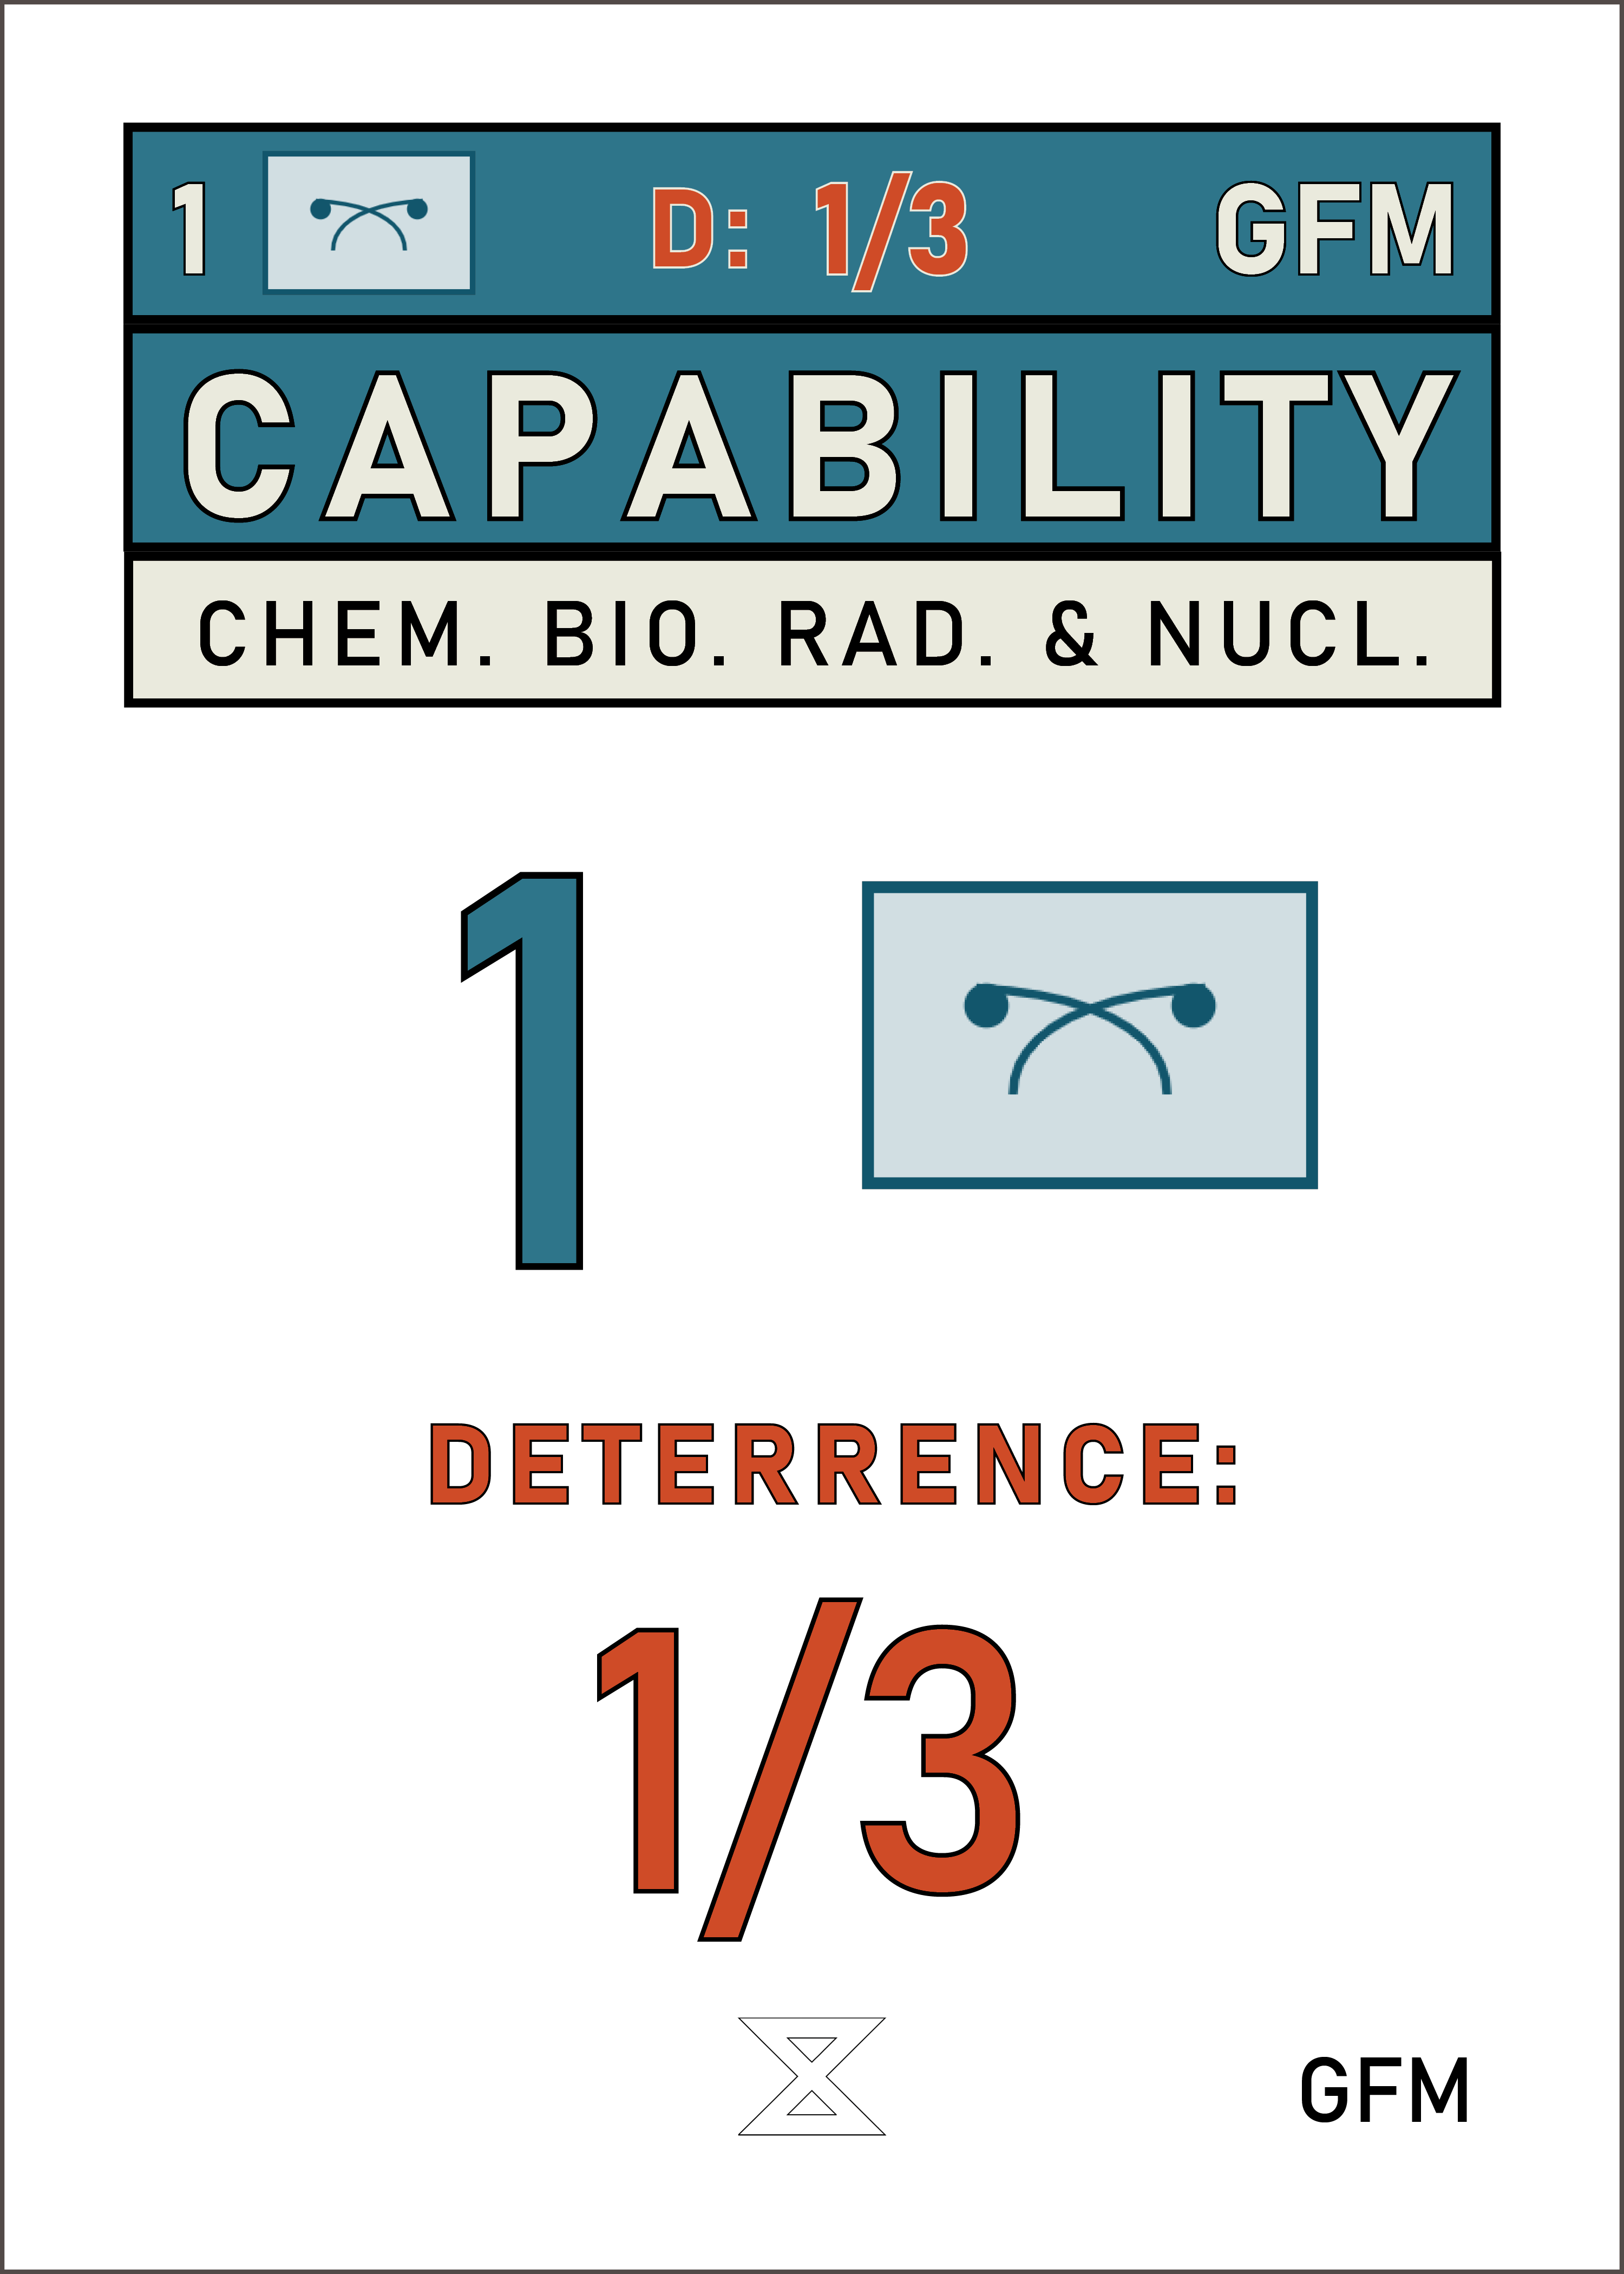 1 D: 1/3 GFM
CAPABILITY
CHEM. BIO. RAD. & NUCL.
1
DETERRENCE:
1/3
GFM